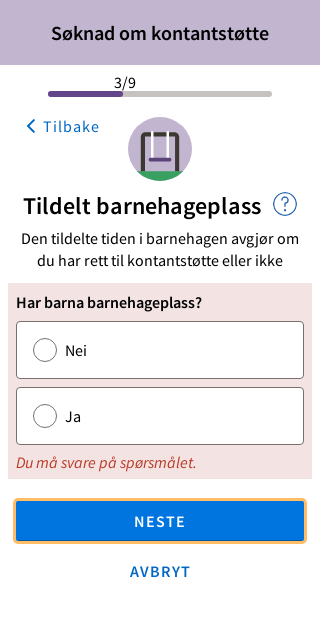 Søknad om kontantstøtte
3/9
Tilbake
Tildelt barnehageplass ?
Den tildelte tiden i barnehagen avgjør om
du har rett til kontantstøtte eller ikke
Har barna barnehageplass?
Nei
Ja
Du må svare på spørsmålet.
NESTE
AVBRYT